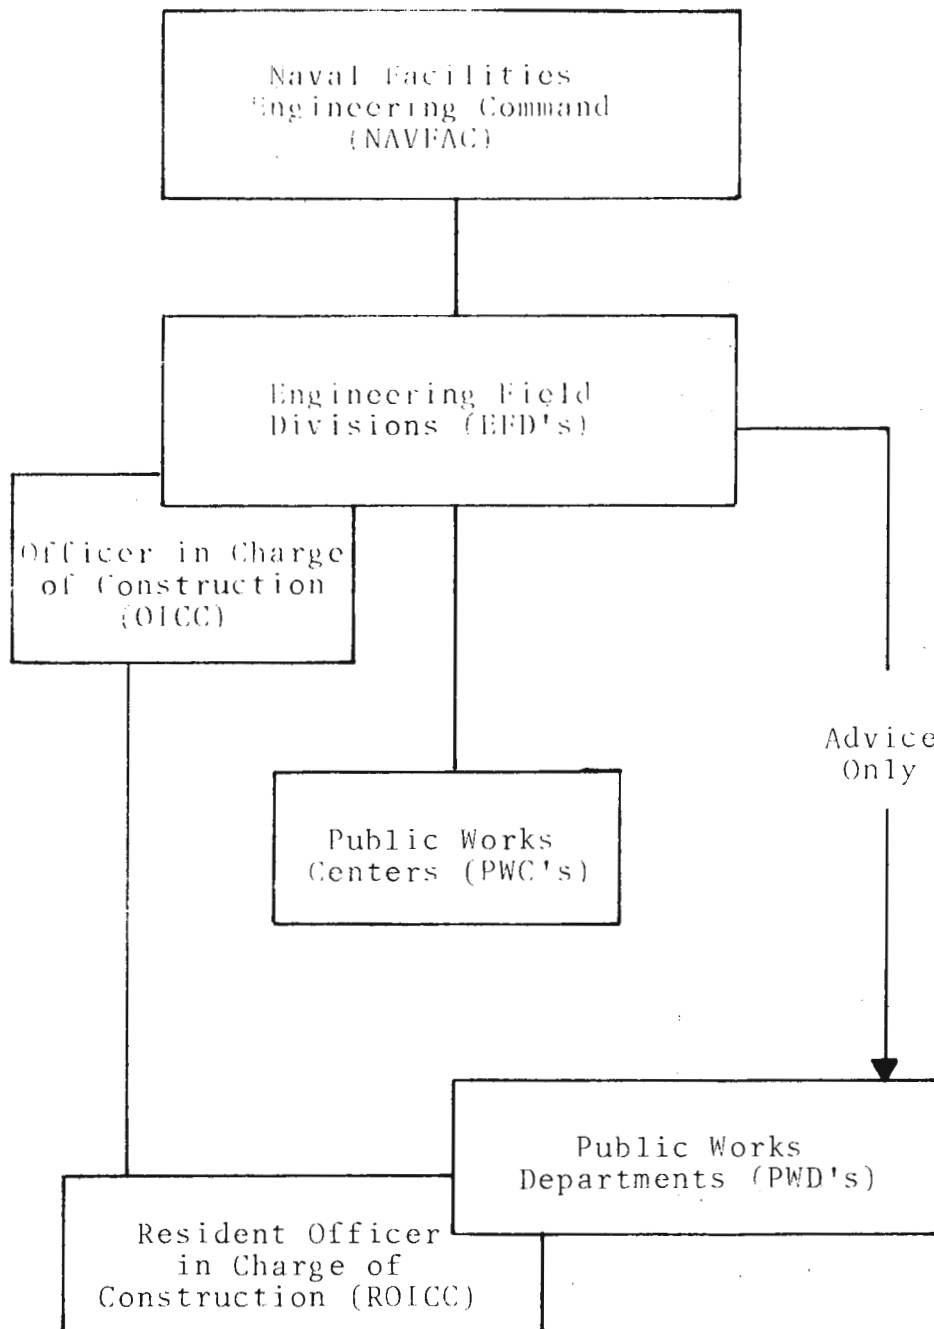 Naval Facilities
Engineering Command
(NAVFAC)
Engineering Field
Divisions (EFD's)
Officer in Charge
of Construction
(OICC)
Advice
Only
Public Works
Centers (PWC's)
Public Works
Departments (PWD's)
Resident Officer
in Charge of
Construction (ROICC)